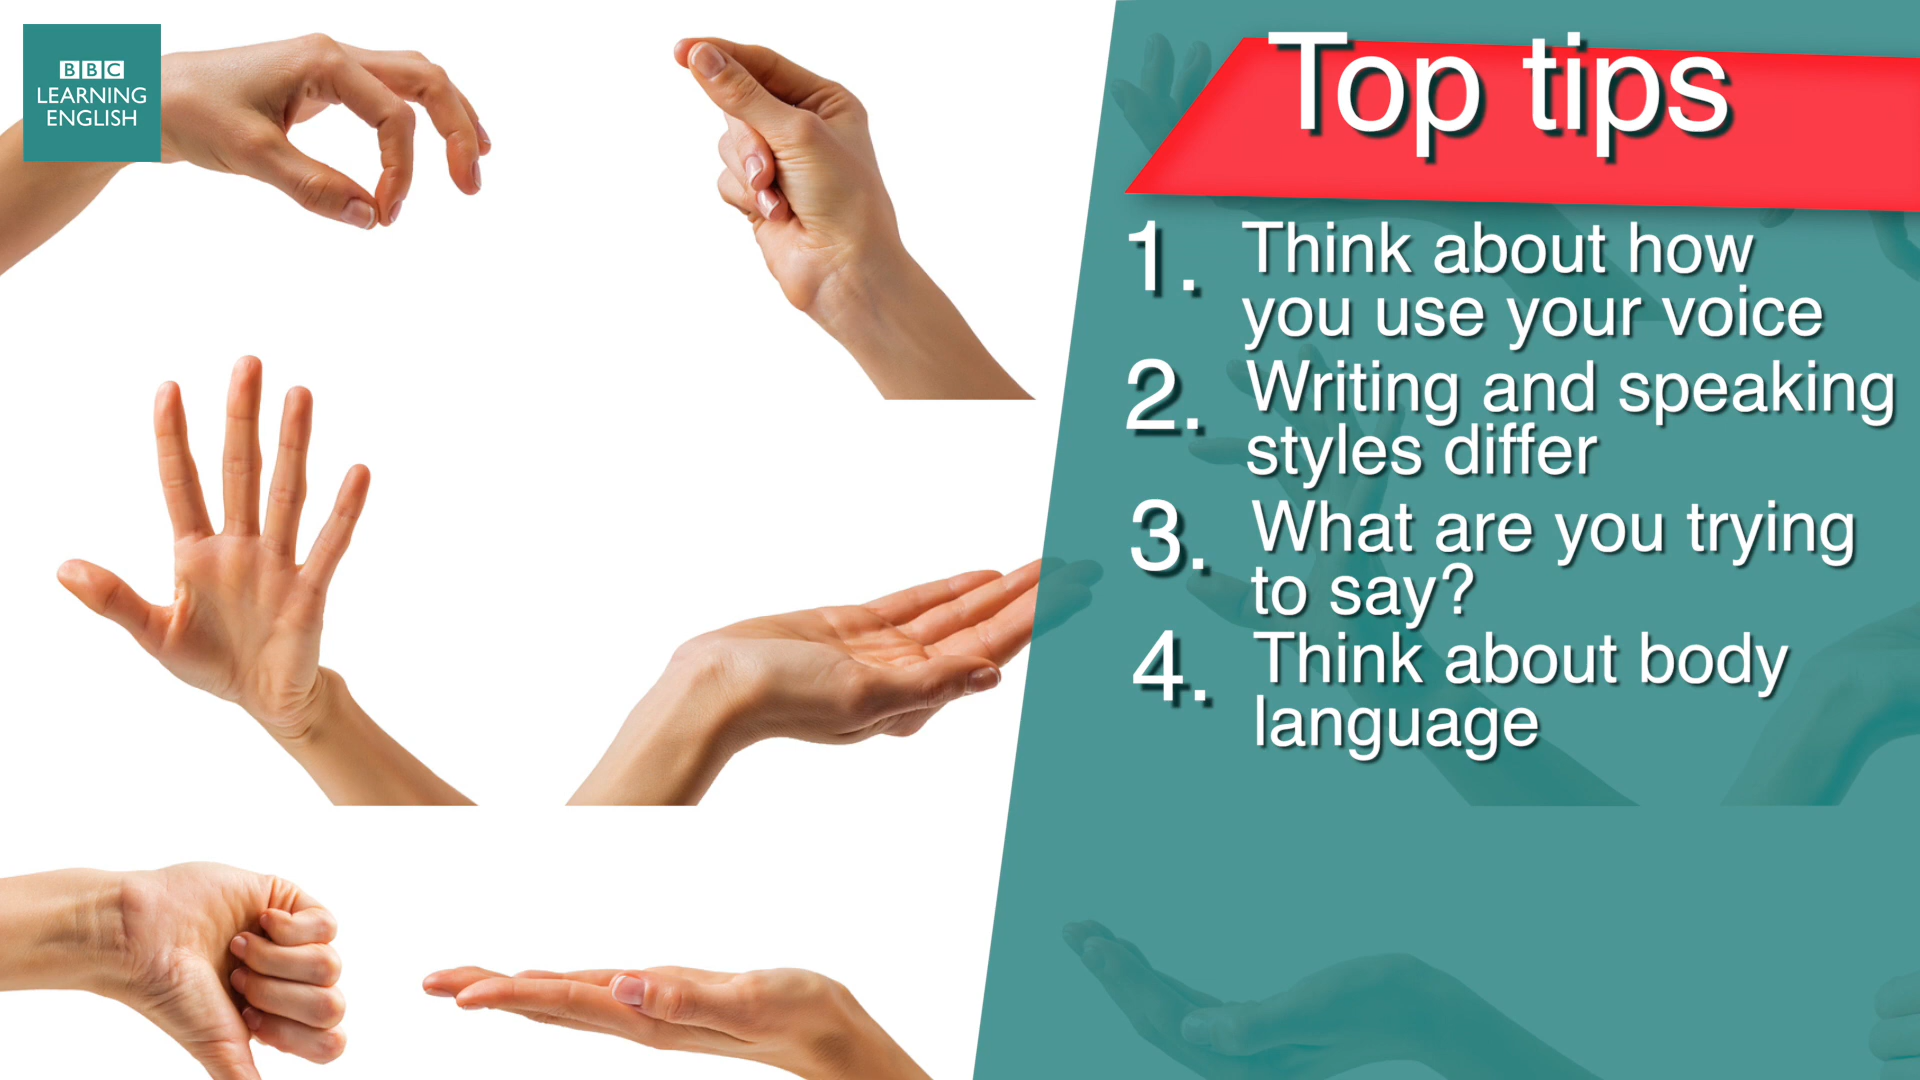 BBC
LEARNING
ENGLISH
Top tips
1. Think about how
you use your voice
2. Writing and speaking
styles differ
3. What are you trying
to say?
4. Think about body
language